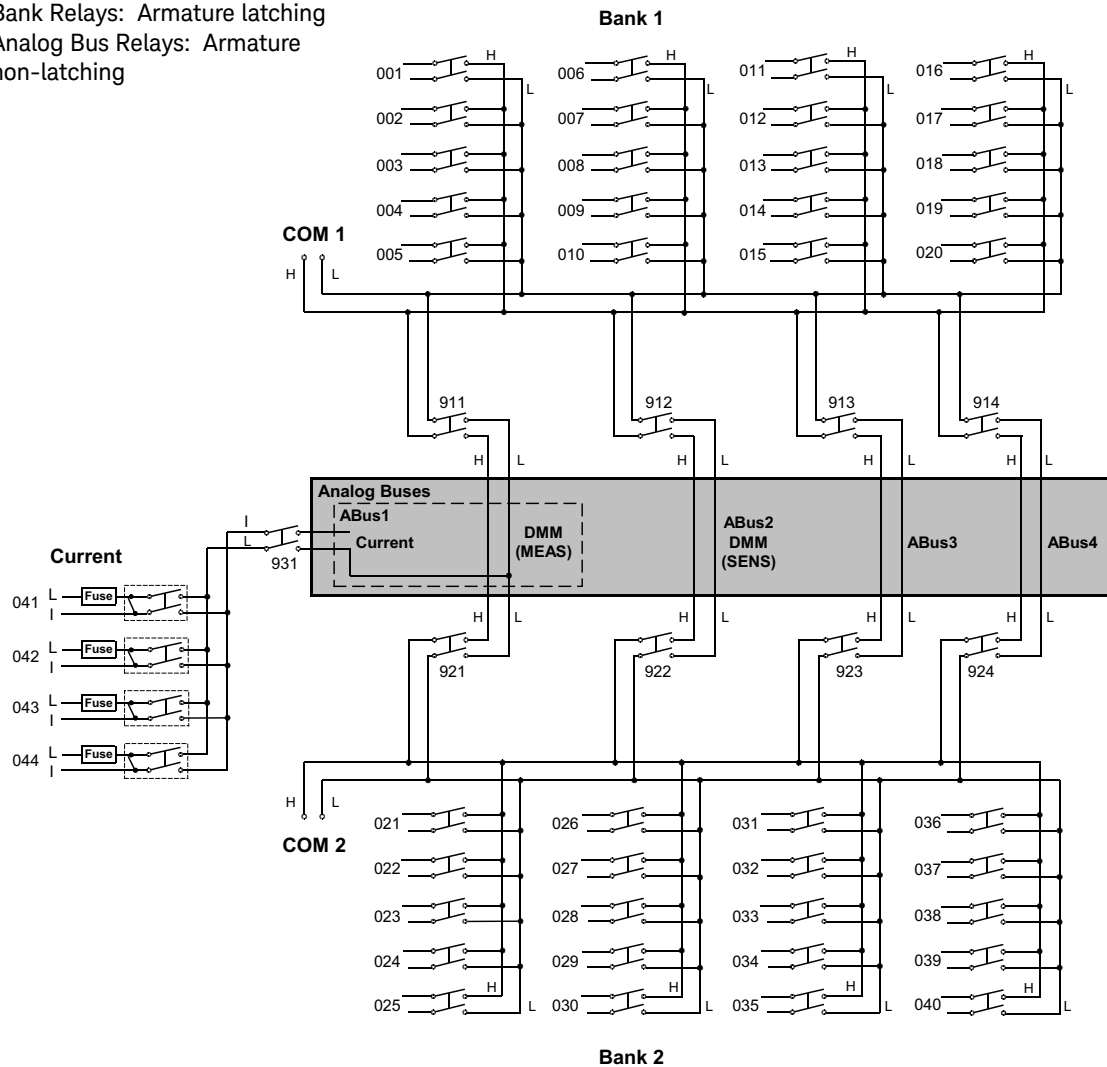 Bank Relays: Armature latching
Analog Bus Relays: Armature
non-latching
Bank 1
001
H
L
002
003
004
005
006
H
L
007
008
009
010
011
H
L
012
013
014
015
016
H
L
017
018
019
020
COM 1
H L
911
912
913
914
H L
H L
H L
H L
Analog Buses
ABus1
Current
DMM
(MEAS)
ABus2
DMM
(SENS)
ABus3
ABus4
I
L
931
Current
041 L Fuse
I
042 L Fuse
I
043 L Fuse
I
044 L Fuse
I
H L
H L
H L
H L
921
922
923
924
H L
COM 2
021
022
023
024
025
H
L
026
027
028
029
030
H
L
031
032
033
034
035
H
L
036
037
038
039
040
H
L
Bank 2